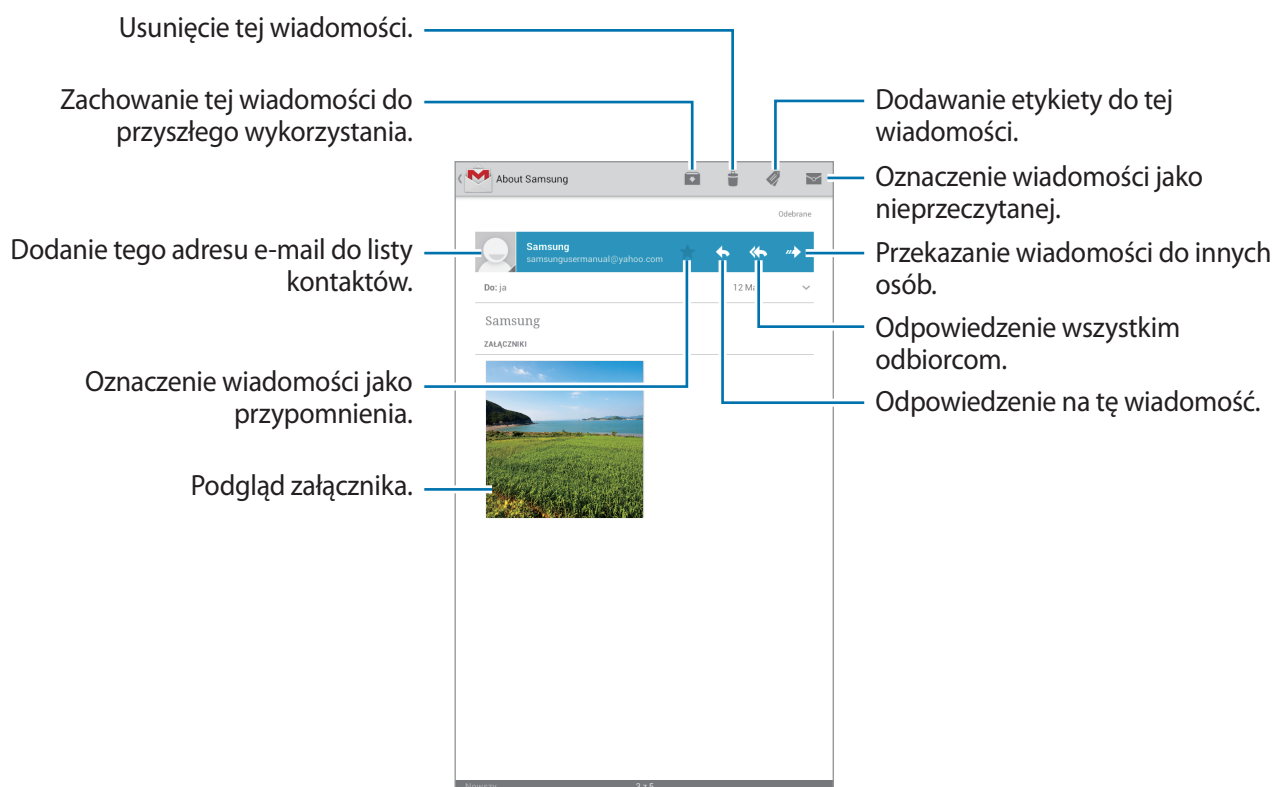 Usunięcie tej wiadomości.
Zachowanie tej wiadomości do
przyszłego wykorzystania.
Dodawanie etykiety do tej
wiadomości.
About Samsung
Oznaczenie wiadomości jako
nieprzeczytanej.
Odebrane
Dodanie tego adresu e-mail do listy
kontaktów.
Samsung
samsungusermanual@yahoo.com
Przekazanie wiadomości do innych
osób.
Do: ja
12 Ma
Samsung
ZAŁĄCZNIKI
Odpowiedzenie wszystkim
odbiorcom.
Oznaczenie wiadomości jako
przypomnienia.
Odpowiedzenie na tę wiadomość.
Podgląd załącznika.